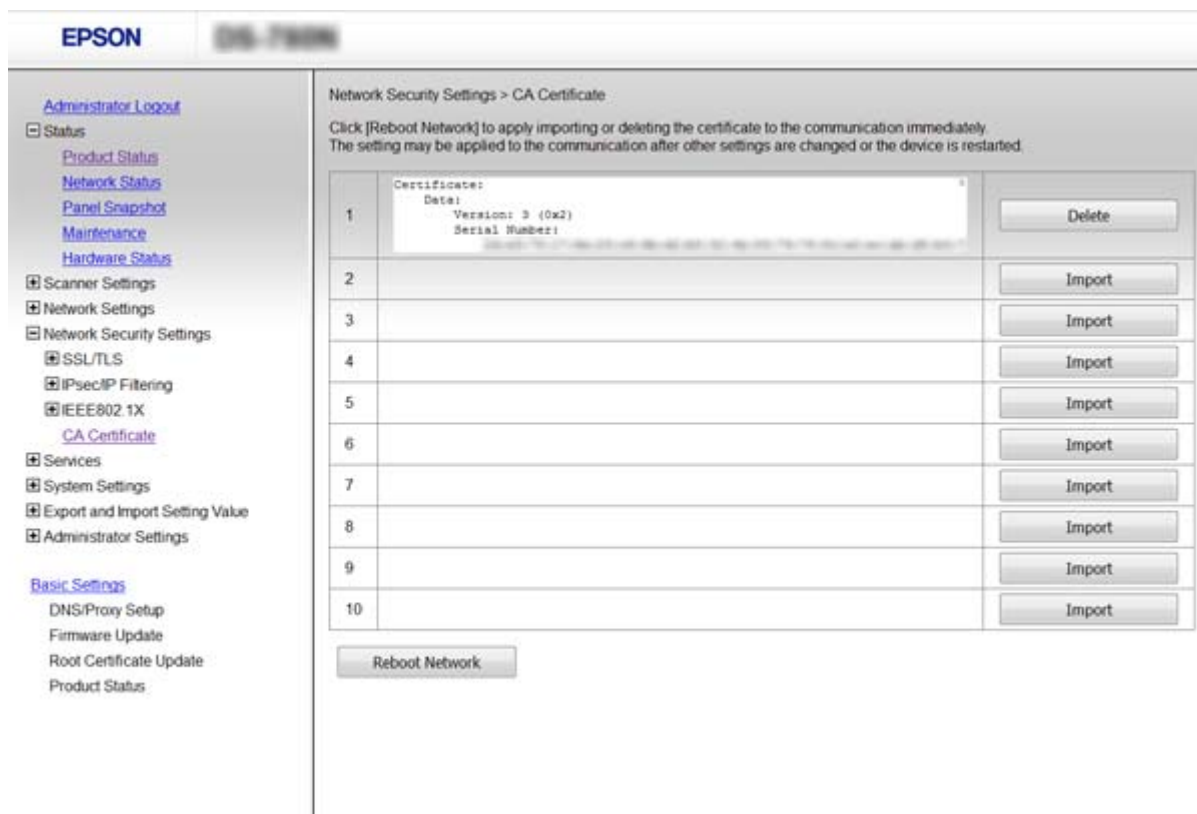 EPSON
Administrator Logout
Status
Product Status
Network Status
Panel Snapshot
Maintenance
Hardware Status
Scanner Settings
Network Settings
Network Security Settings
SSL/TLS
IPsec/IP Filtering
IEEE802.1X
CA Certificate
Services
System Settings
Export and Import Setting Value
Administrator Settings
Basic Settings
DNS/Proxy Setup
Firmware Update
Root Certificate Update
Product Status
Network Security Settings > CA Certificate
Click [Reboot Network] to apply importing or deleting the certificate to the communication immediately.
The setting may be applied to the communication after other settings are changed or the device is restarted.
1
Certificate:
Data:
Version: 3 (0x2)
Serial Number:
Delete
2 Import
3 Import
4 Import
5 Import
6 Import
7 Import
8 Import
9 Import
10 Import
Reboot Network